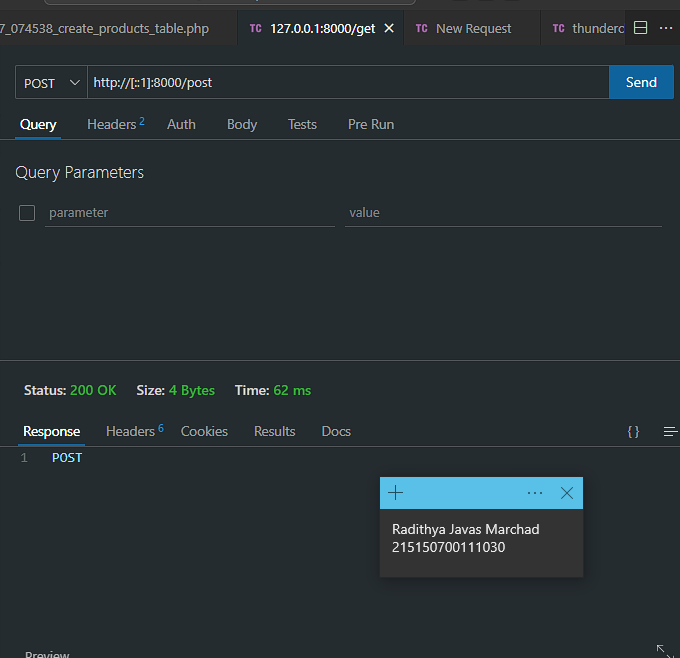 7_074538_create_products_table.php
TC 127.0.0.1:8000/get
TC New Request
TC thunderc
POST http://[::1]:8000/post Send
Query Headers 2 Auth Body Tests Pre Run
Query Parameters
parameter value
Status: 200 OK Size: 4 Bytes Time: 62 ms
Response Headers 6 Cookies Results Docs {}
1 POST
Radithya Javas Marchad
215150700111030
Preview